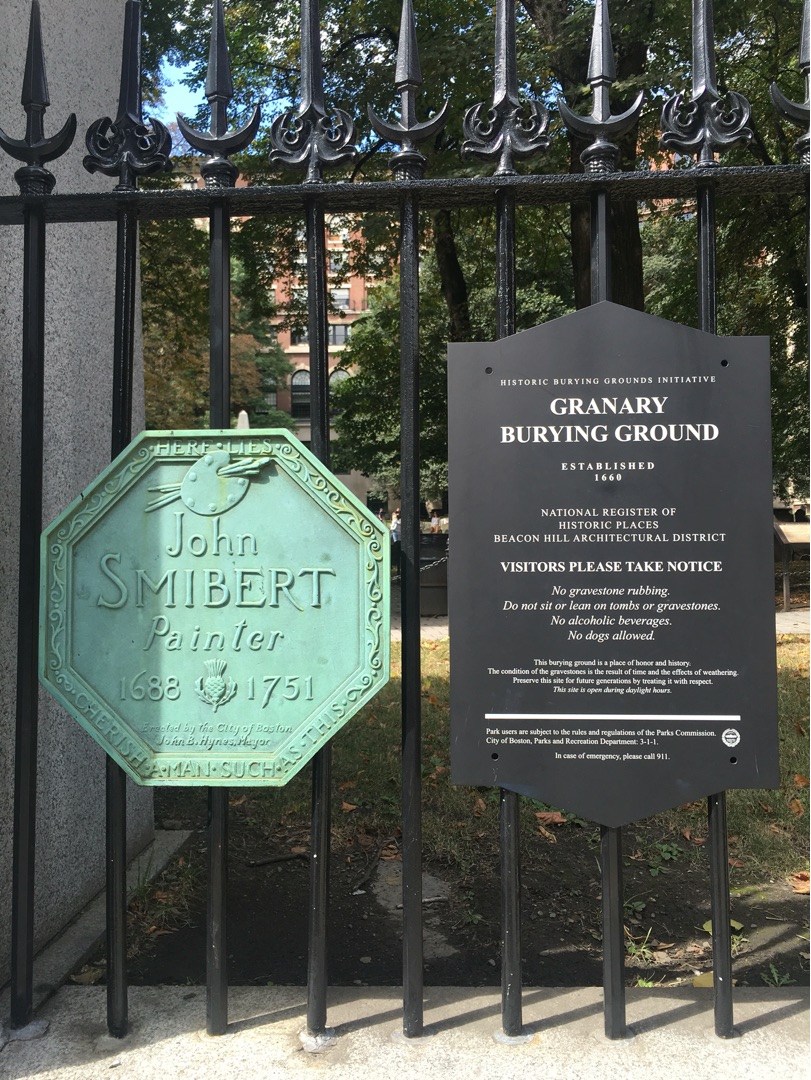 HERE·LIES
John
SMIBERT
Painter
1688 1751
Erected by the City of Boston
John B. Hynes, Mayor
CHERISH·A·MAN·SUCH·AS·THIS
HISTORIC BURYING GROUNDS INITIATIVE
GRANARY
BURYING GROUND
ESTABLISHED
1660
NATIONAL REGISTER OF
HISTORIC PLACES
BEACON HILL ARCHITECTURAL DISTRICT
VISITORS PLEASE TAKE NOTICE
No gravestone rubbing.
Do not sit or lean on tombs or gravestones.
No alcoholic beverages.
No dogs allowed.
This burying ground is a place of honor and history.
The condition of the gravestones is the result of time and the effects of weathering.
Preserve this site for future generations by treating it with respect.
This site is open during daylight hours.
Park users are subject to the rules and regulations of the Parks Commission.
City of Boston, Parks and Recreation Department: 3-1-1.
In case of emergency, please call 911.